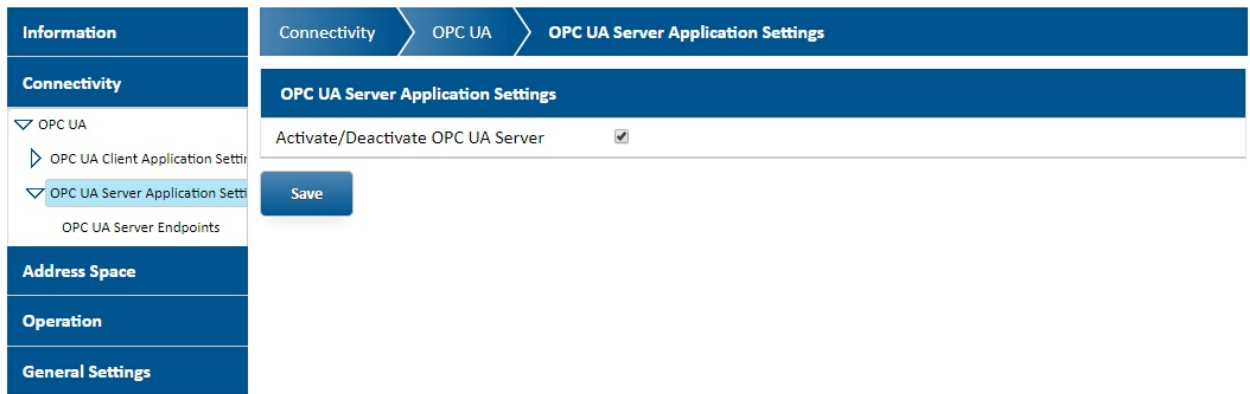 Information
Connectivity
OPC UA
OPC UA Client Application Settin
OPC UA Server Application Setti
OPC UA Server Endpoints
Address Space
Operation
General Settings
Connectivity OPC UA OPC UA Server Application Settings
OPC UA Server Application Settings
Activate/Deactivate OPC UA Server
Save